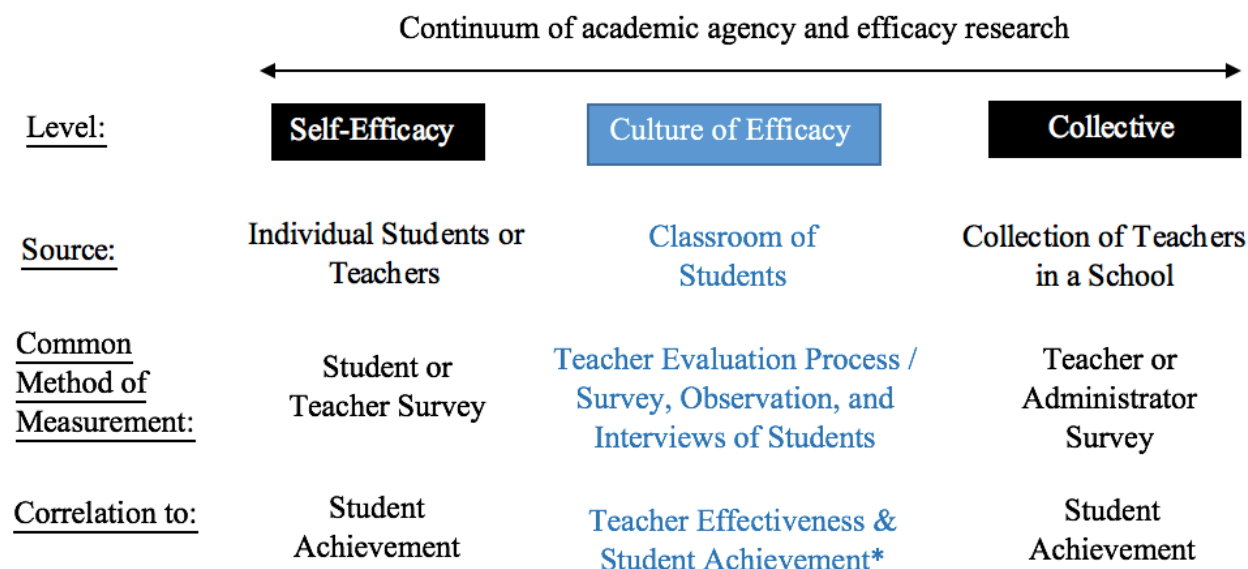 Continuum of academic agency and efficacy research
Level:
Self-Efficacy
Culture of Efficacy
Collective
Source:
Individual Students or
Teachers
Classroom of
Students
Collection of Teachers
in a School
Common
Method of
Measurement:
Student or
Teacher Survey
Teacher Evaluation Process /
Survey, Observation, and
Interviews of Students
Teacher or
Administrator
Survey
Correlation to:
Student
Achievement
Teacher Effectiveness &
Student Achievement*
Student
Achievement